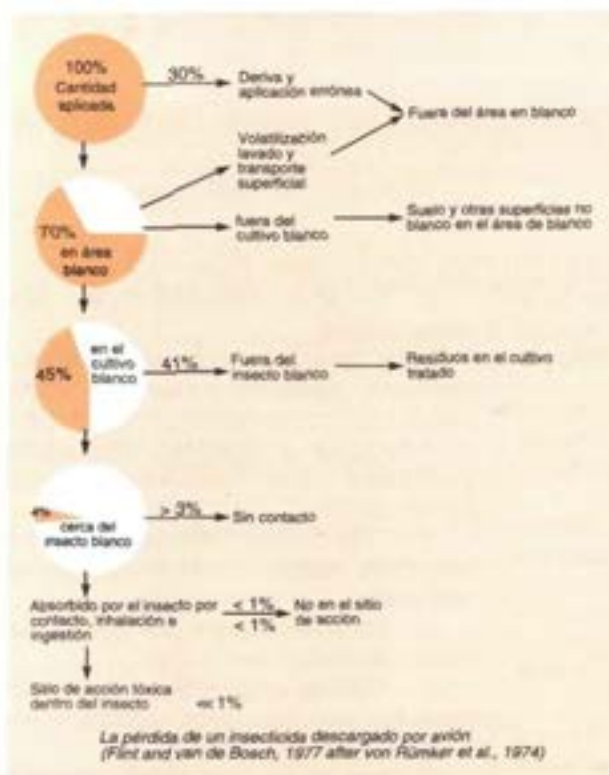 100%
Cantidad
aplicada
30%
Deriva y
aplicación errónea
Fuera del área en blanco
Volatilización
lavado y
transporte
superficial
70%
en área
blanco
fuera del
cultivo blanco
Suelo y otras superficies no
blanco en el área de blanco
45%
en el
cultivo
blanco
41%
Fuera del
insecto blanco
Residuos en el cultivo
tratado
4%
cerca del
insecto blanco
> 3%
Sin contacto
Absorbido por el insecto por
contacto, inhalación e
ingestión
< 1%
< 1%
No en el sitio
de acción
Sitio de acción tóxica
dentro del insecto
≪ 1%
La pérdida de un insecticida descargado por avión
(Flint and van de Bosch, 1977 after von Rümker et al., 1974)